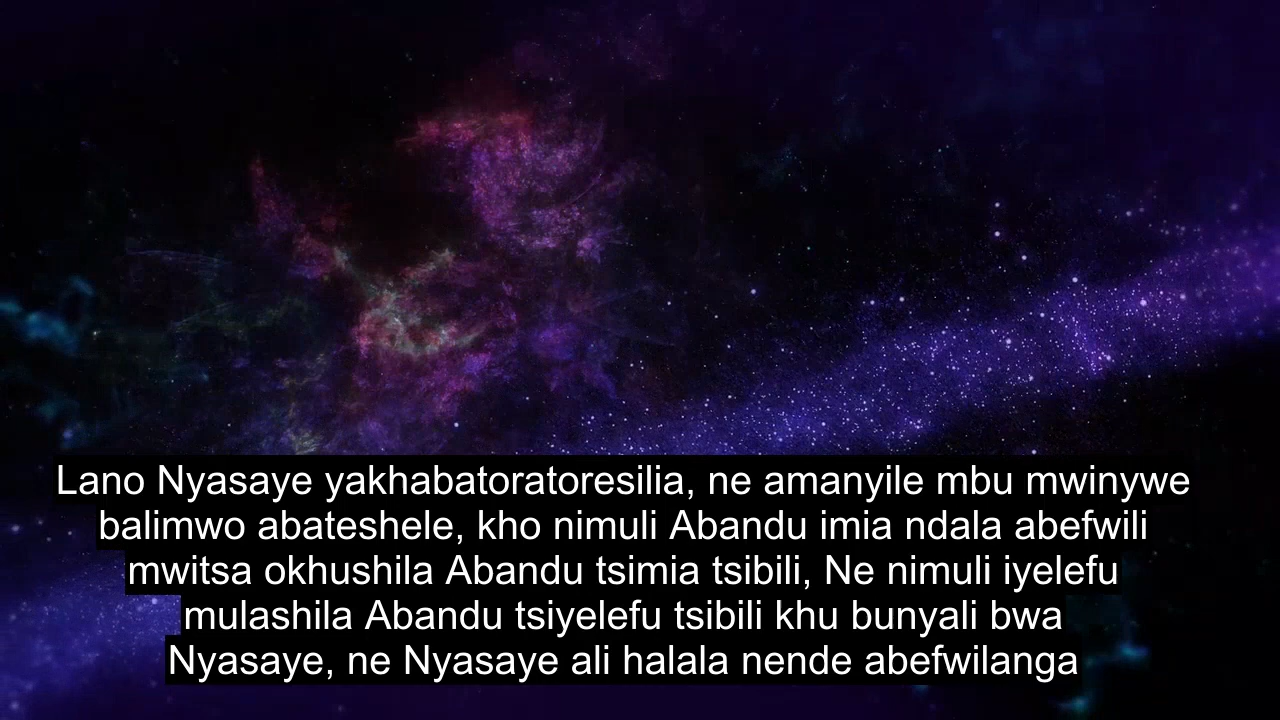 Lano Nyasaye yakhabatoratoresilia, ne amanyile mbu mwinywe
balimwo abateshele, kho nimuli Abandu imia ndala abefwili
mwitsa okhushila Abandu tsimia tsibili, Ne nimuli iyelefu
mulashila Abandu tsiyelefu tsibili khu bunyali bwa
Nyasaye, ne Nyasaye ali halala nende abefwilanga